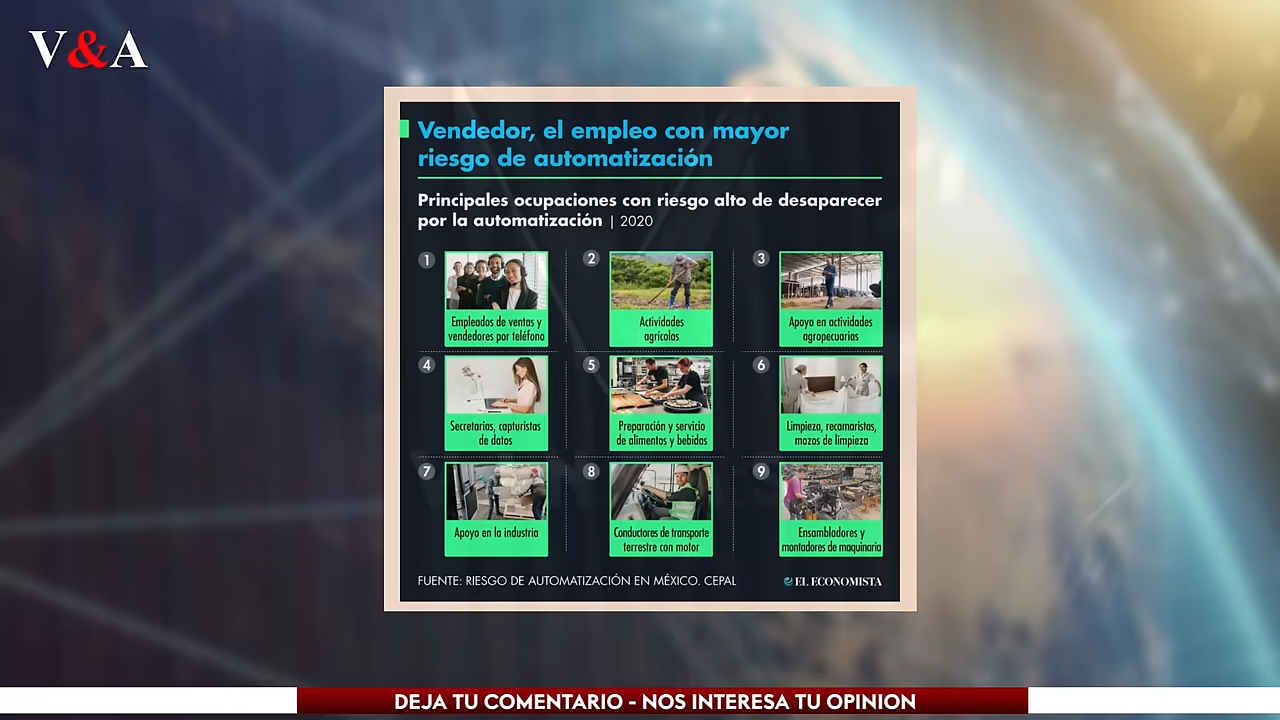 V&A
Vendedor, el empleo con mayor
riesgo de automatización
Principales ocupaciones con riesgo alto de desaparecer
por la automatización | 2020
1
Empleados de ventas y
vendedores por teléfono
2
Actividades
agrícolas
3
Apoyo en actividades
agropecuarias
4
Secretarias, capturistas
de datos
5
Preparación y servicio
de alimentos y bebidas
6
Limpieza, recamaristas,
mozos de limpieza
7
Apoyo en la industria
8
Conductores de transporte
terrestre con motor
9
Ensambladores y
montadores de maquinaria
FUENTE: RIESGO DE AUTOMATIZACIÓN EN MÉXICO. CEPAL
EL ECONOMISTA
DEJA TU COMENTARIO - NOS INTERESA TU OPINION